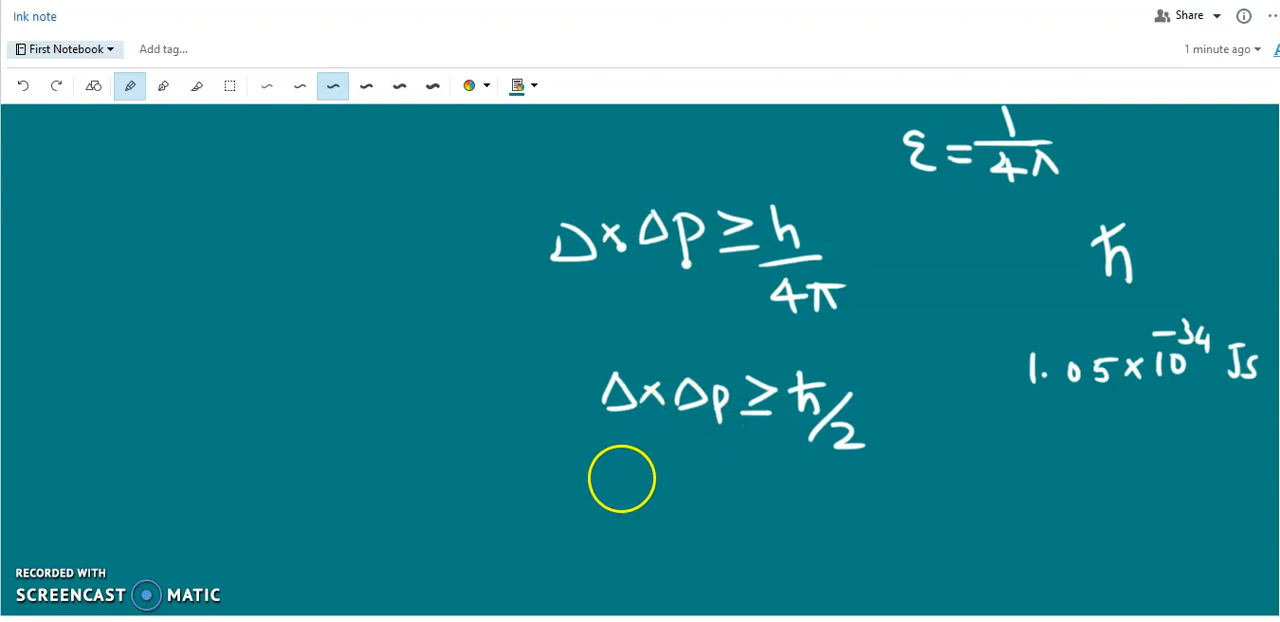 Ink note
Share
First Notebook
Add tag...
1 minute ago
ε = 1/4π
Δx Δp ≥ h/4π
ħ
1.05×10⁻³⁴ Js
Δx Δp ≥ ħ/2
RECORDED WITH
SCREENCAST MATIC